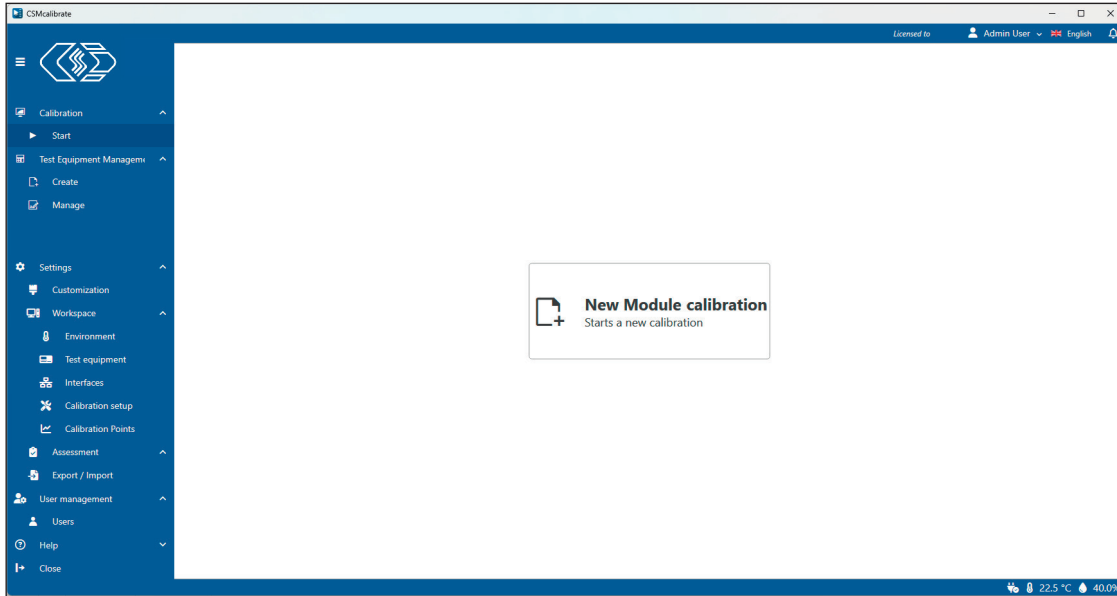 CSMcalibrate
Licensed to
Admin User
English
Calibration
Start
Test Equipment Managem
Create
Manage
Settings
Customization
Workspace
Environment
Test equipment
Interfaces
Calibration setup
Calibration Points
Assessment
Export / Import
User management
Users
Help
Close
New Module calibration
Starts a new calibration
22.5 °C
40.0%